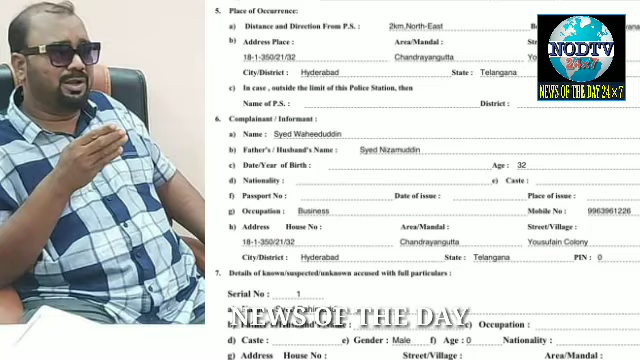 5. Place of Occurrence:
a) Distance and Direction From P.S. : 2km,North-East
b) Address Place : Area/Mandal : Street/
18-1-350/21/32 Chandrayangutta
City/District : Hyderabad State : Telangana
c) In case , outside the limit of this Police Station, then
Name of P.S. : District :
6. Complainant / Informant :
a) Name : Syed Waheeduddin
b) Father's / Husband's Name : Syed Nizamuddin
c) Date/Year of Birth : Age : 32
d) Nationality : e) Caste :
f) Passport No : Date of issue : Place of issue :
g) Occupation : Business Mobile No : 9963961226
h) Address House No : Area/Mandal : Street/Village :
18-1-350/21/32 Chandrayangutta Yousufain Colony
City/District : Hyderabad State : Telangana PIN : 0
7. Details of known/suspected/unknown accused with full particulars :
Serial No : 1
b) Father's/Husband's Name : c) Occupation :
d) Caste : e) Gender : Male f) Age : 0 Nationality :
g) Address House No : Street/Village : Area/Mandal :
NODTV
24x7
NEWS OF THE DAY 24×7
NEWS OF THE DAY